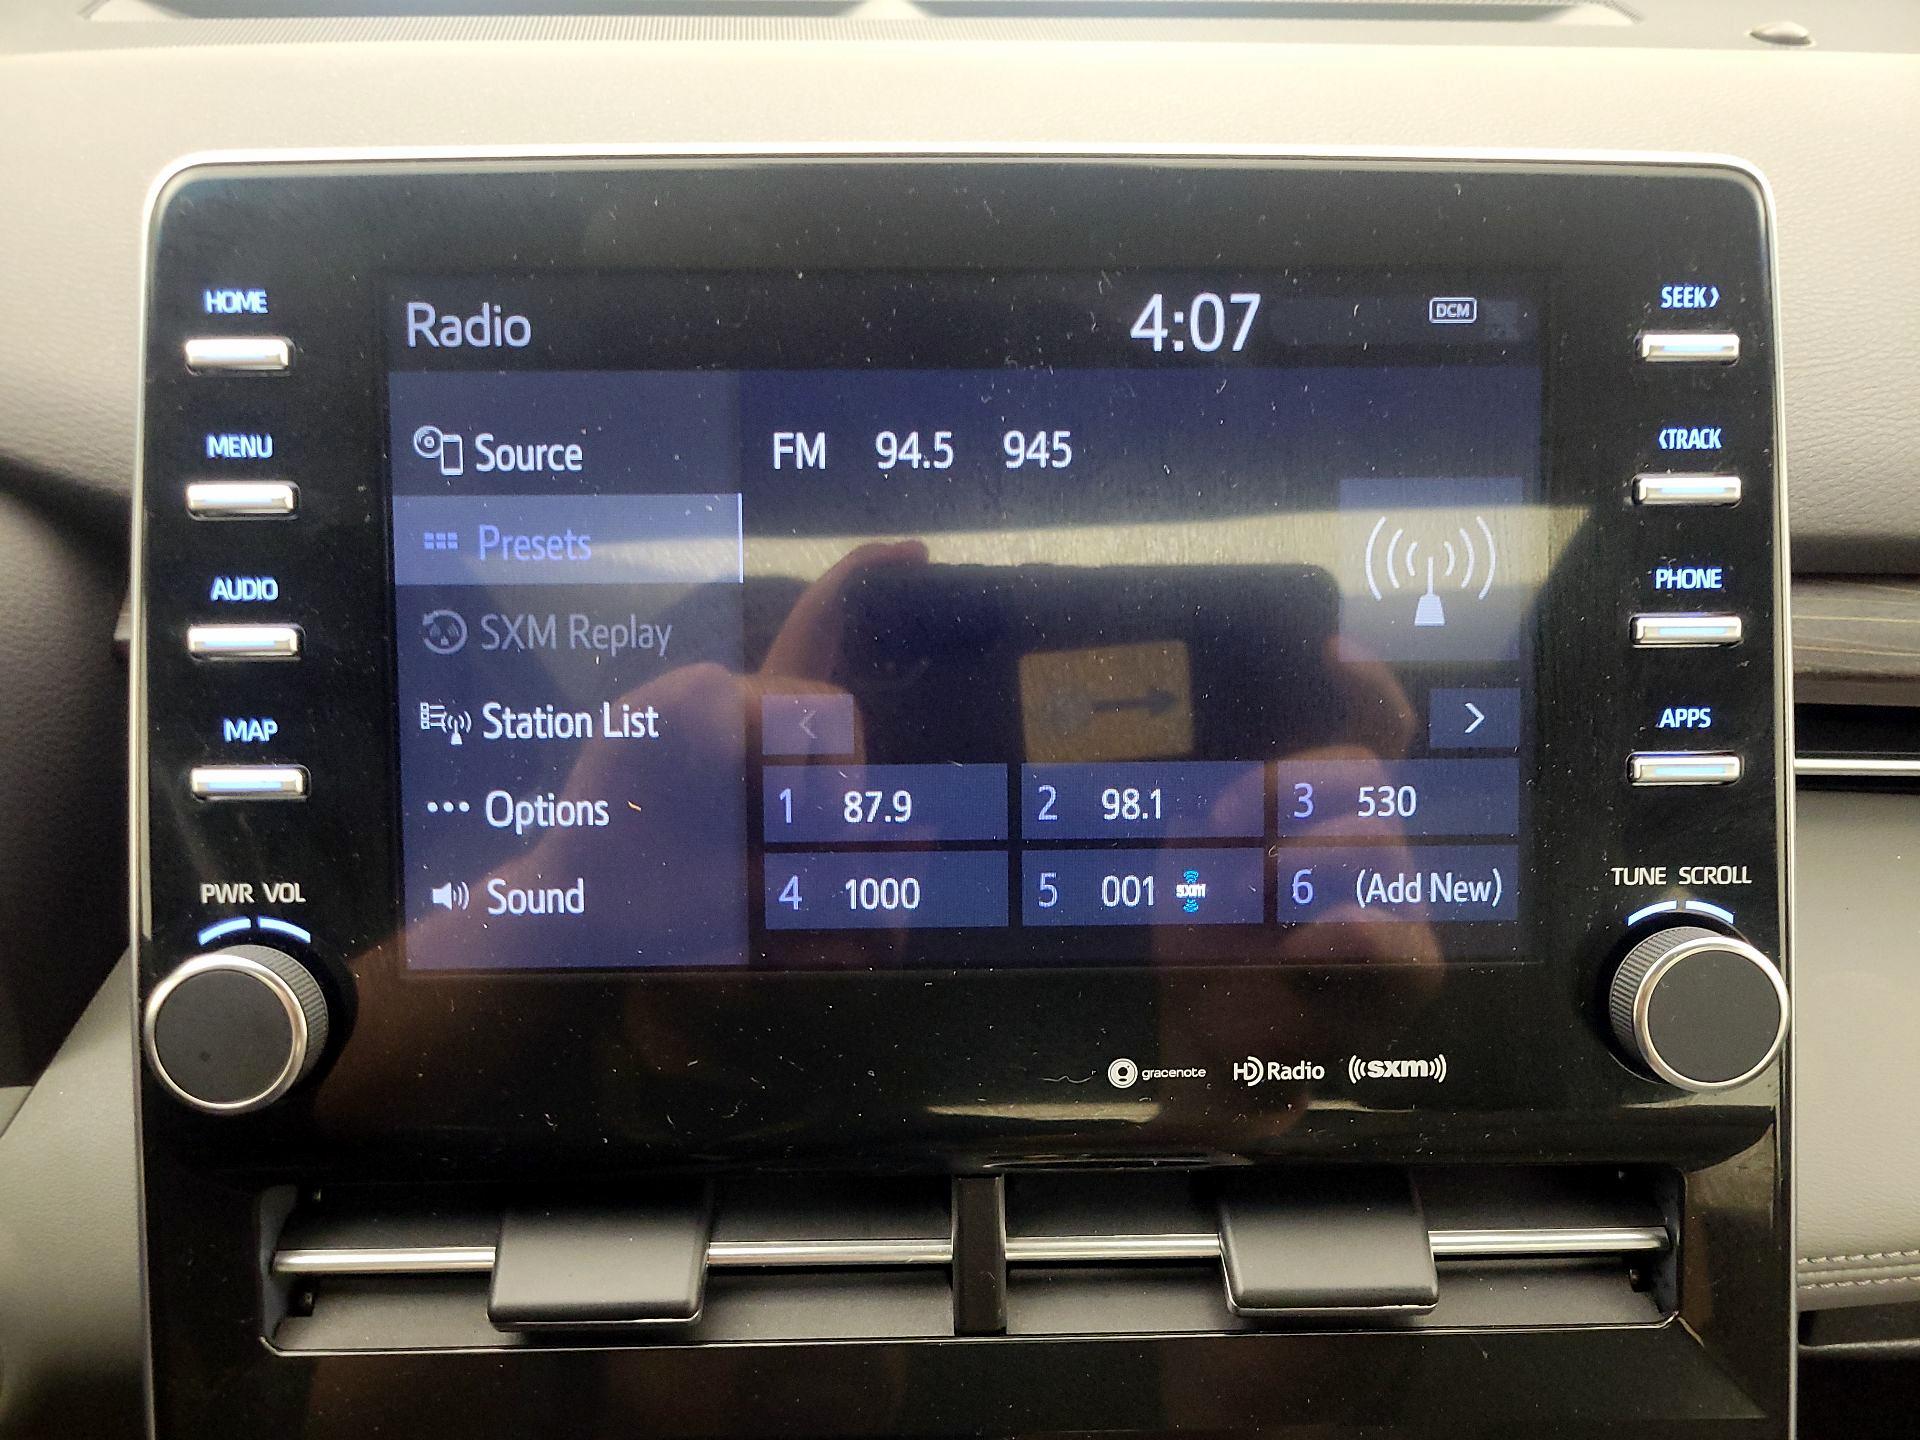 HOME
MENU
AUDIO
MAP
PWR VOL
Radio
4:07
DCM
Source
Presets
SXM Replay
Station List
Options
Sound
FM 94.5 945
<
>
1 87.9
2 98.1
3 530
4 1000
5 001 sxm
6 (Add New)
SEEK >
< TRACK
PHONE
APPS
TUNE SCROLL
gracenote
HD Radio
((sxm))